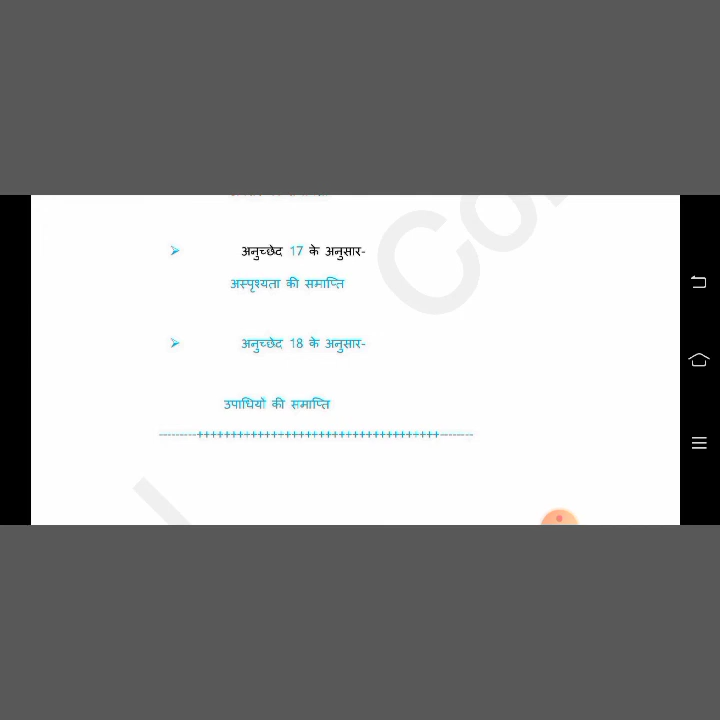 ➢ अनुच्छेद 17 के अनुसार-
अस्पृश्यता की समाप्ति
➢ अनुच्छेद 18 के अनुसार-
उपाधियों की समाप्ति
---------++++++++++++++++++++++++++++++++++++--------